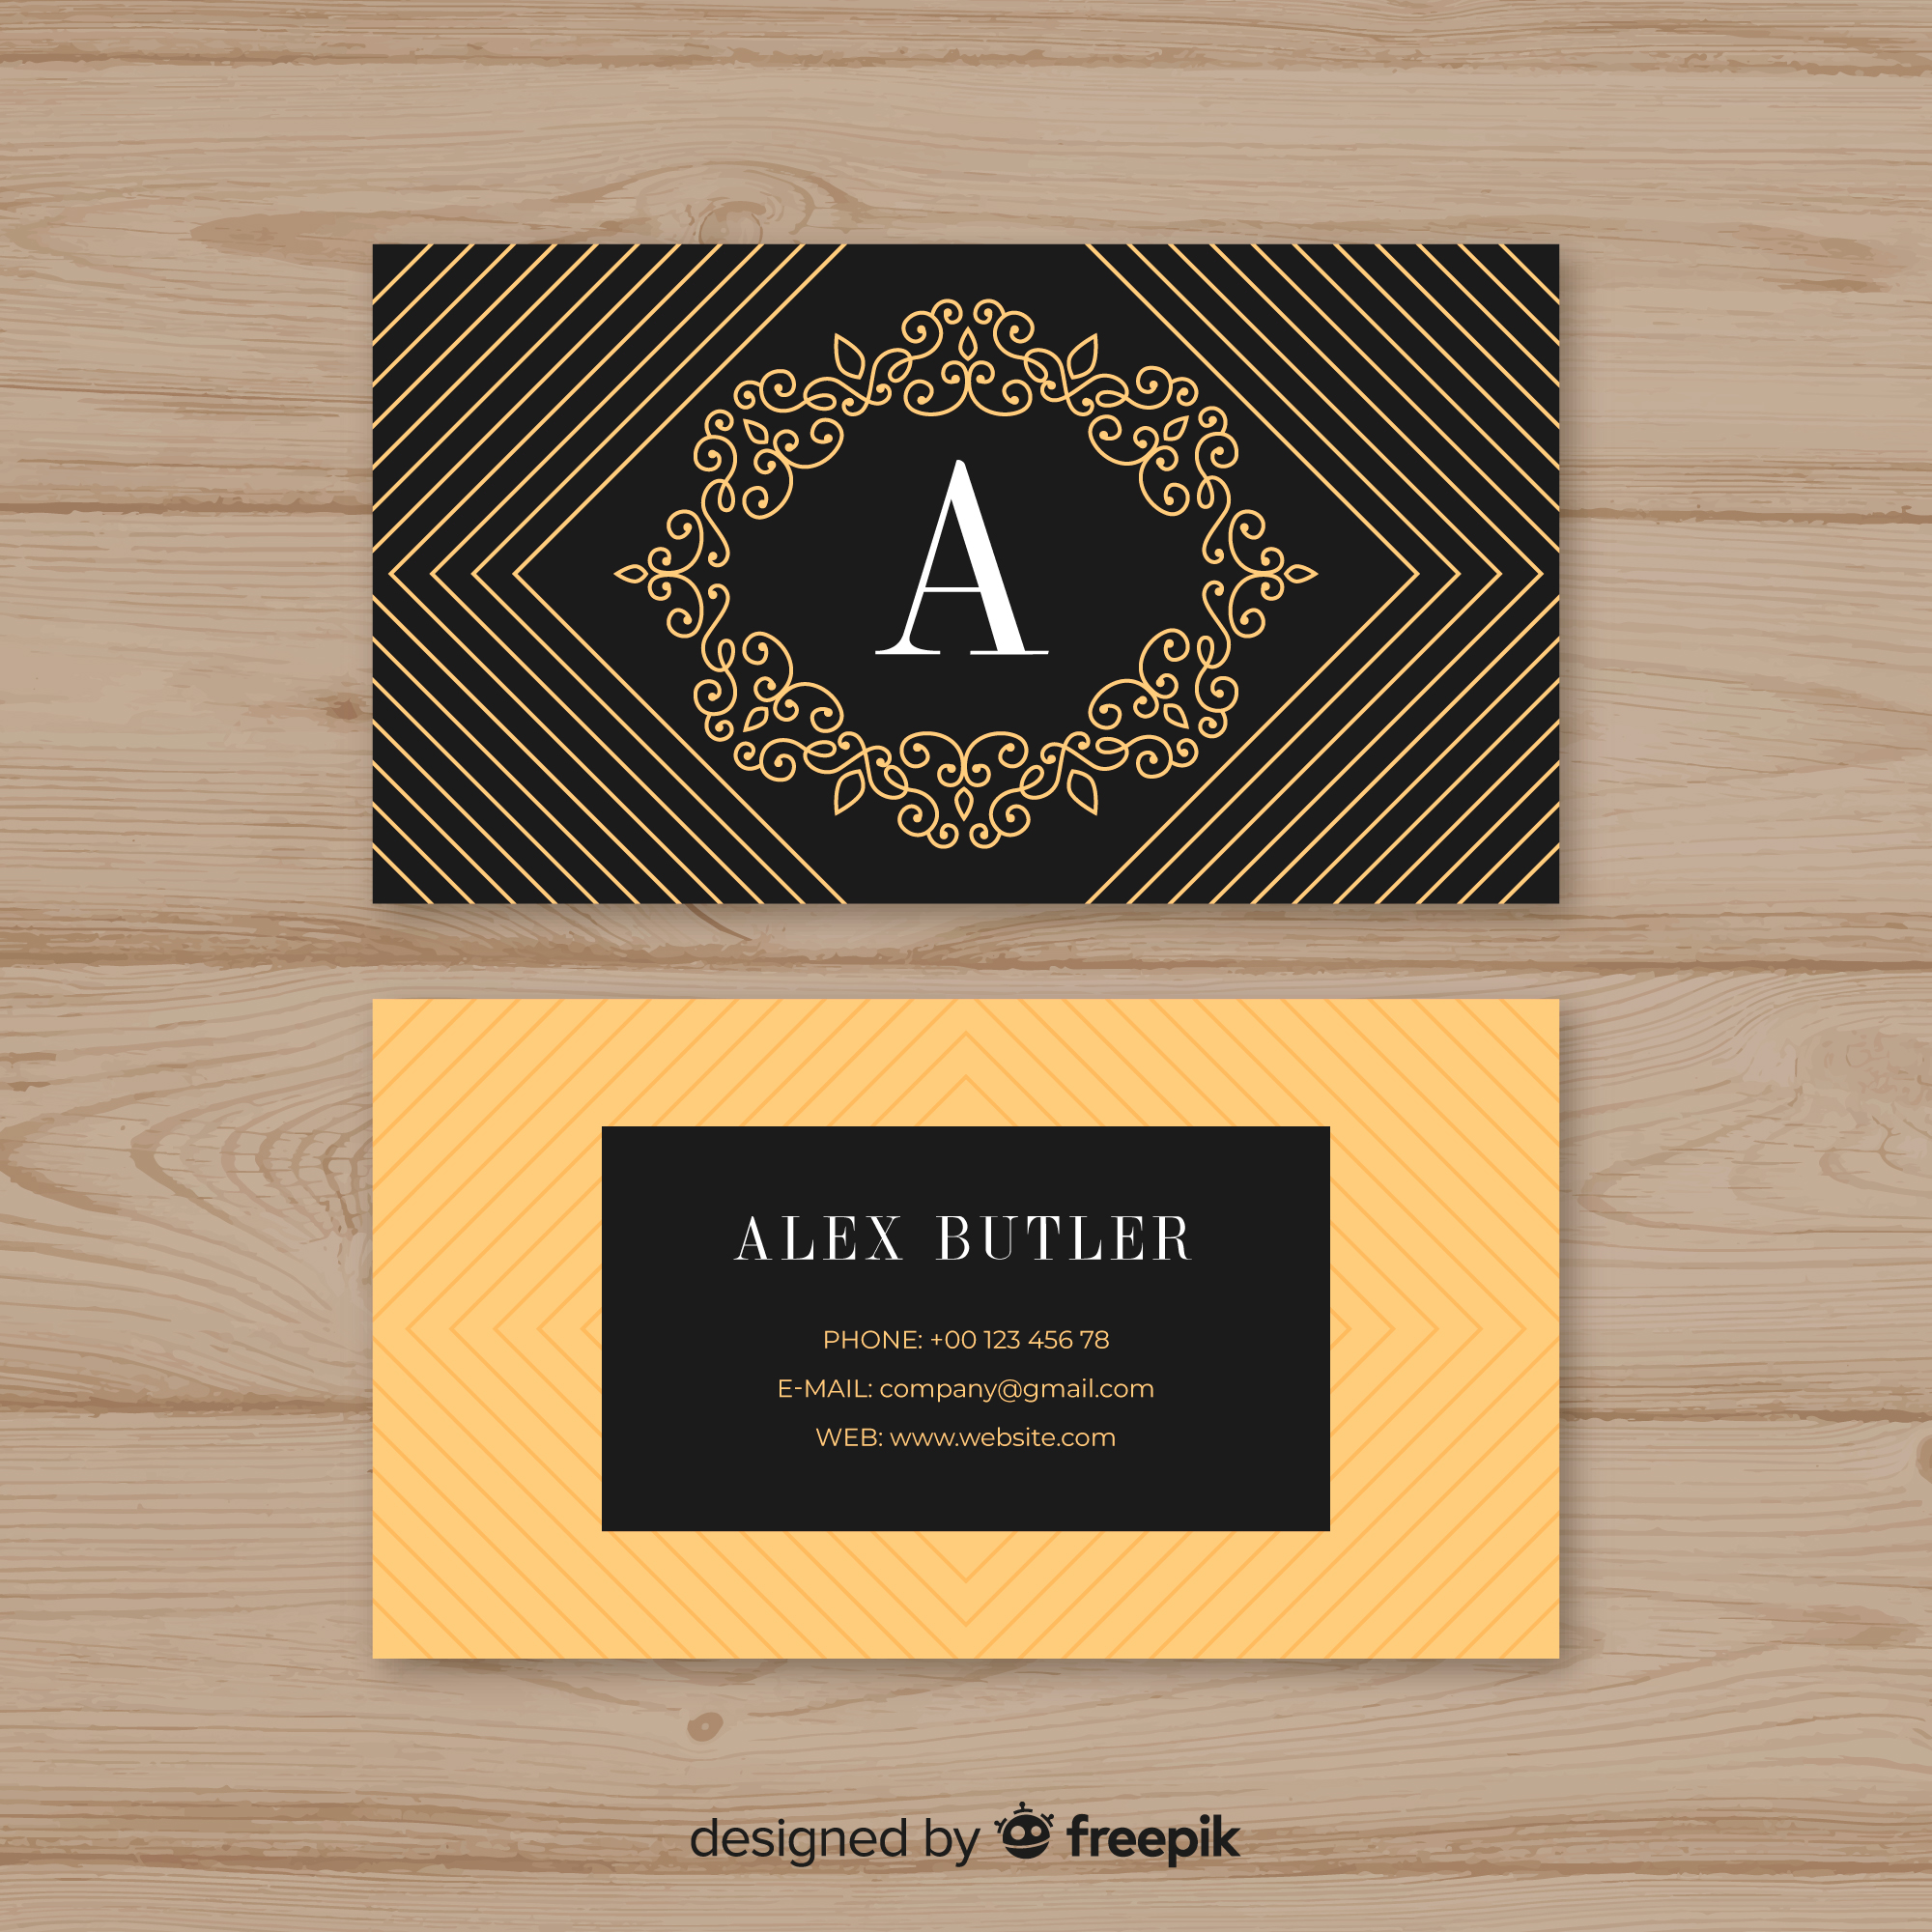 A
ALEX BUTLER
PHONE: +00 123 456 78
E-MAIL: company@gmail.com
WEB: www.website.com
designed by freepik